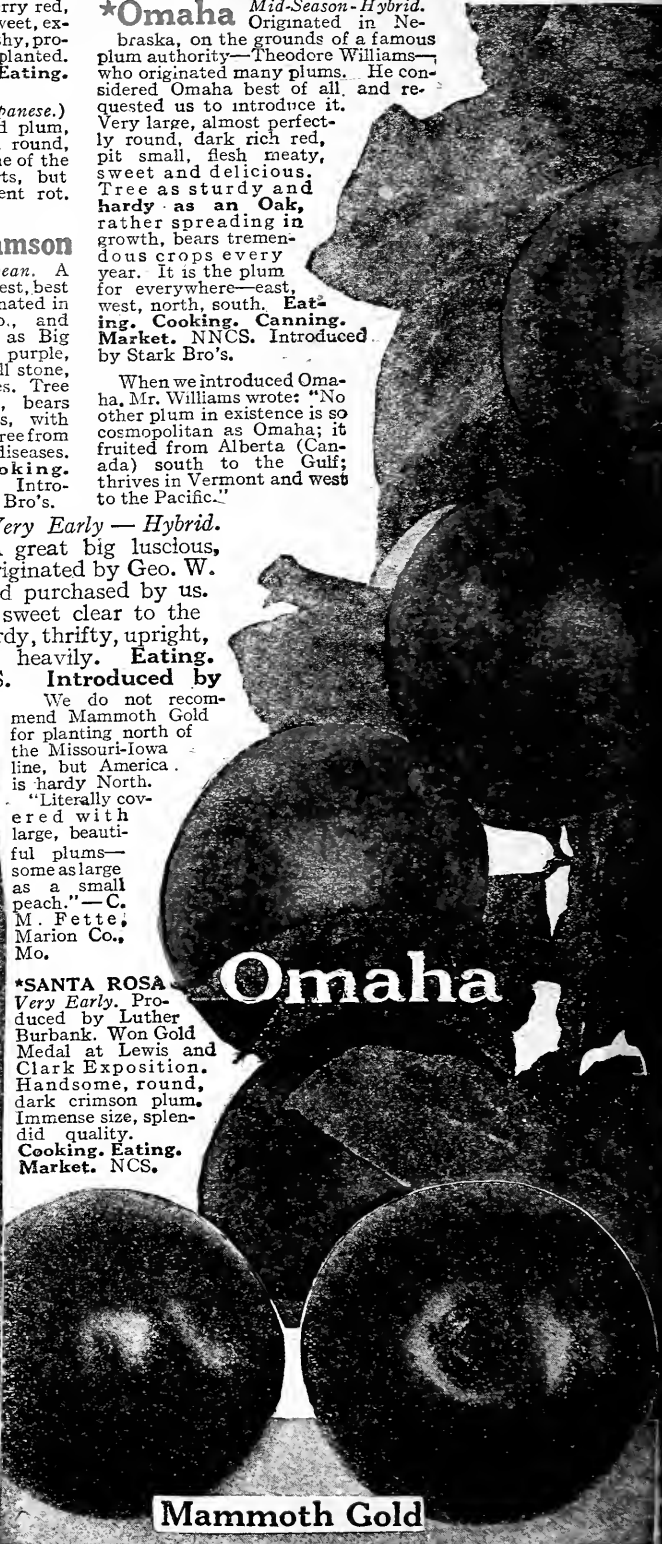 rry red,
weet, ex-
shy, pro-
planted.
Eating.
panese.)
d plum,
round,
ne of the
rts, but
ent rot.
amson
ean. A
est, best
nated in
o., and
as Big
purple,
ll stone,
es. Tree
, bears
s, with
ree from
diseases.
oking.
Intro-
Bro's.
*Omaha Mid-Season-Hybrid.
Originated in Ne-
braska, on the grounds of a famous
plum authority—Theodore Williams—
who originated many plums. He con-
sidered Omaha best of all, and re-
quested us to introduce it.
Very large, almost perfect-
ly round, dark rich red,
pit small, flesh meaty,
sweet and delicious.
Tree as sturdy and
hardy as an Oak,
rather spreading in
growth, bears tremen-
dous crops every
year. It is the plum
for everywhere—east,
west, north, south. Eat-
ing. Cooking. Canning.
Market. NNCS. Introduced
by Stark Bro's.
When we introduced Oma-
ha, Mr. Williams wrote: "No
other plum in existence is so
cosmopolitan as Omaha; it
fruited from Alberta (Can-
ada) south to the Gulf;
thrives in Vermont and west
to the Pacific."
Very Early — Hybrid.
great big luscious,
riginated by Geo. W.
d purchased by us.
sweet clear to the
rdy, thrifty, upright,
heavily. Eating.
S. Introduced by
We do not recom-
mend Mammoth Gold
for planting north of
the Missouri-Iowa
line, but America
is hardy North.
"Literally cov-
ered with
large, beauti-
ful plums—
some as large
as a small
peach."—C.
M. Fette,
Marion Co.,
Mo.
*SANTA ROSA
Very Early. Pro-
duced by Luther
Burbank. Won Gold
Medal at Lewis and
Clark Exposition.
Handsome, round,
dark crimson plum.
Immense size, splen-
did quality.
Cooking. Eating.
Market. NCS.
Omaha
Mammoth Gold